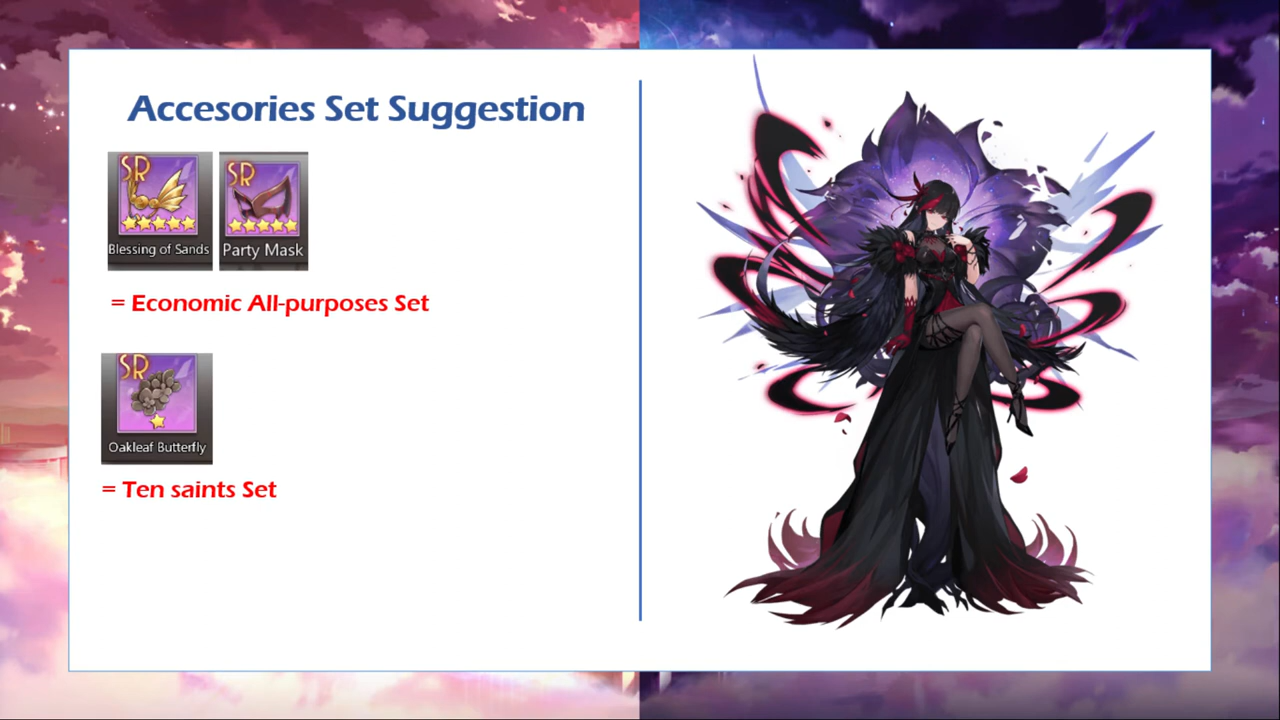 Accesories Set Suggestion
SR SR
Blessing of Sands Party Mask
= Economic All-purposes Set
SR
Oakleaf Butterfly
= Ten saints Set